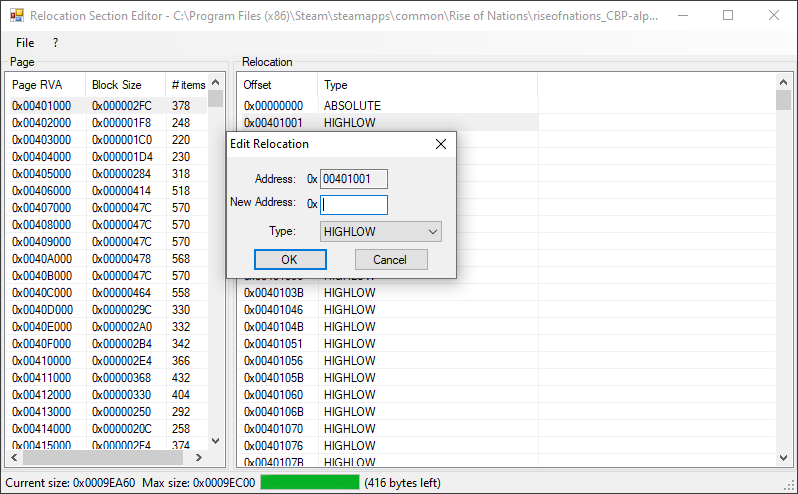 Relocation Section Editor - C:\Program Files (x86)\Steam\steamapps\common\Rise of Nations\riseofnations_CBP-alp...
File ?
Page
Page RVA Block Size # items
0x00401000 0x000002FC 378
0x00402000 0x000001F8 248
0x00403000 0x000001C0 220
0x00404000 0x000001D4 230
0x00405000 0x00000284 318
0x00406000 0x00000414 518
0x00407000 0x0000047C 570
0x00408000 0x0000047C 570
0x00409000 0x0000047C 570
0x0040A000 0x00000478 568
0x0040B000 0x0000047C 570
0x0040C000 0x00000464 558
0x0040D000 0x0000029C 330
0x0040E000 0x000002A0 332
0x0040F000 0x000002B4 342
0x00410000 0x000002E4 366
0x00411000 0x00000368 432
0x00412000 0x00000330 404
0x00413000 0x00000250 292
0x00414000 0x0000020C 258
0x00415000 0x000002F4 374
Relocation
Offset Type
0x00000000 ABSOLUTE
0x00401001 HIGHLOW
Edit Relocation
Address: 0x 00401001
New Address: 0x
Type: HIGHLOW
OK Cancel
0x0040103B HIGHLOW
0x00401046 HIGHLOW
0x0040104B HIGHLOW
0x00401051 HIGHLOW
0x00401056 HIGHLOW
0x0040105B HIGHLOW
0x00401060 HIGHLOW
0x0040106B HIGHLOW
0x00401070 HIGHLOW
0x00401076 HIGHLOW
0x0040107B HIGHLOW
Current size: 0x0009EA60 Max size: 0x0009EC00 (416 bytes left)